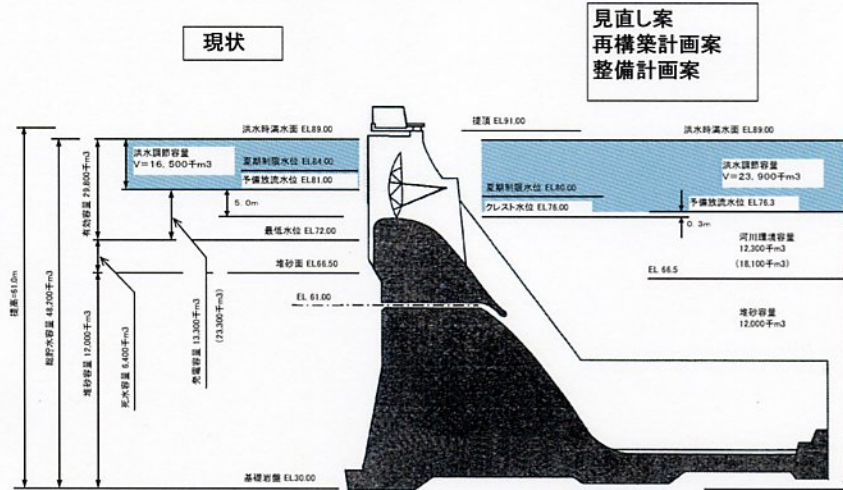 現状
見直し案
再構築計画案
整備計画案
洪水時満水面 EL89.00
洪水調節容量
V=16,500千m3
夏期制限水位 EL84.00
予備放流水位 EL81.00
5.0m
最低水位 EL72.00
堆砂面 EL66.50
EL 61.00
基礎岩盤 EL30.00
堤高=61.0m
総貯水容量 48,200千m3
有効容量 29,800千m3
堆砂容量 12,000千m3
死水容量 6,400千m3
発電容量 13,300千m3
(23,300千m3)
堤頂 EL91.00
洪水時満水面 EL89.00
洪水調節容量
V=23,900千m3
夏期制限水位 EL80.00
クレスト水位 EL76.00
予備放流水位 EL76.3
0.3m
河川環境容量
12,300千m3
(18,100千m3)
EL 66.5
堆砂容量
12,000千m3